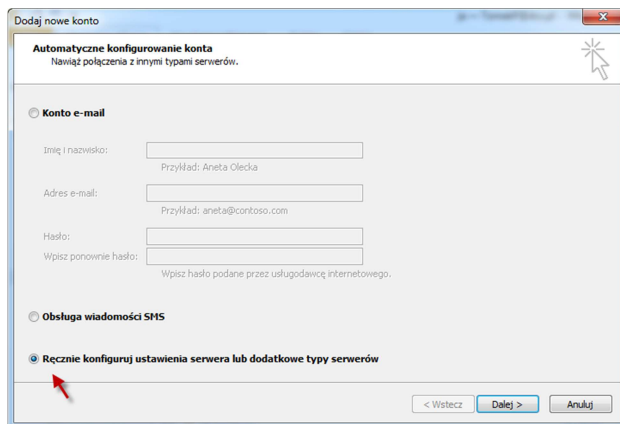 Dodaj nowe konto
Automatyczne konfigurowanie konta
Nawiąż połączenia z innymi typami serwerów.
Konto e-mail
Imię i nazwisko:
Przykład: Aneta Olecka
Adres e-mail:
Przykład: aneta@contoso.com
Hasło:
Wpisz ponownie hasło:
Wpisz hasło podane przez usługodawcę internetowego.
Obsługa wiadomości SMS
Ręcznie konfiguruj ustawienia serwera lub dodatkowe typy serwerów
< Wstecz Dalej > Anuluj